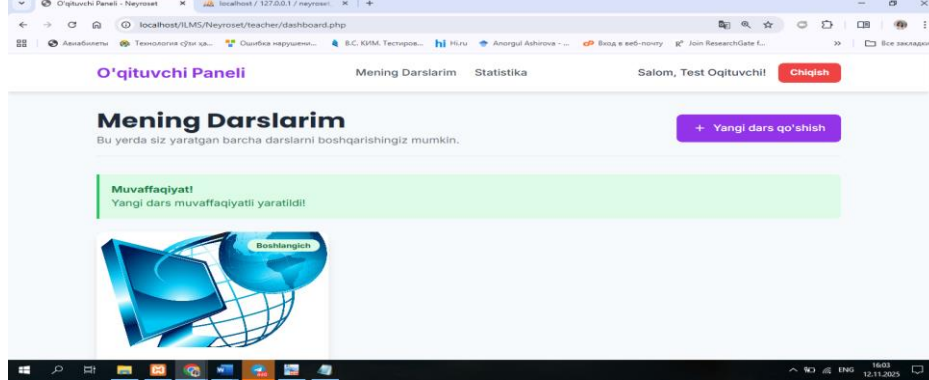 O'qituvchi Paneli - Neyroset
localhost / 127.0.0.1 / neyroset
localhost/ILMS/Neyroset/teacher/dashboard.php
Авиабилеты
Технология сўзи ҳа...
Ошибка нарушени...
В.С. КИМ. Тестиров...
hi Hi.ru
Anorgul Ashirova - ...
Вход в веб-почту
Join ResearchGate f...
Все закладки
O'qituvchi Paneli
Mening Darslarim
Statistika
Salom, Test Oqituvchi!
Chiqish
Mening Darslarim
Bu yerda siz yaratgan barcha darslarni boshqarishingiz mumkin.
+ Yangi dars qo'shish
Muvaffaqiyat!
Yangi dars muvaffaqiyatli yaratildi!
Boshlangich
ENG
16:03
12.11.2025